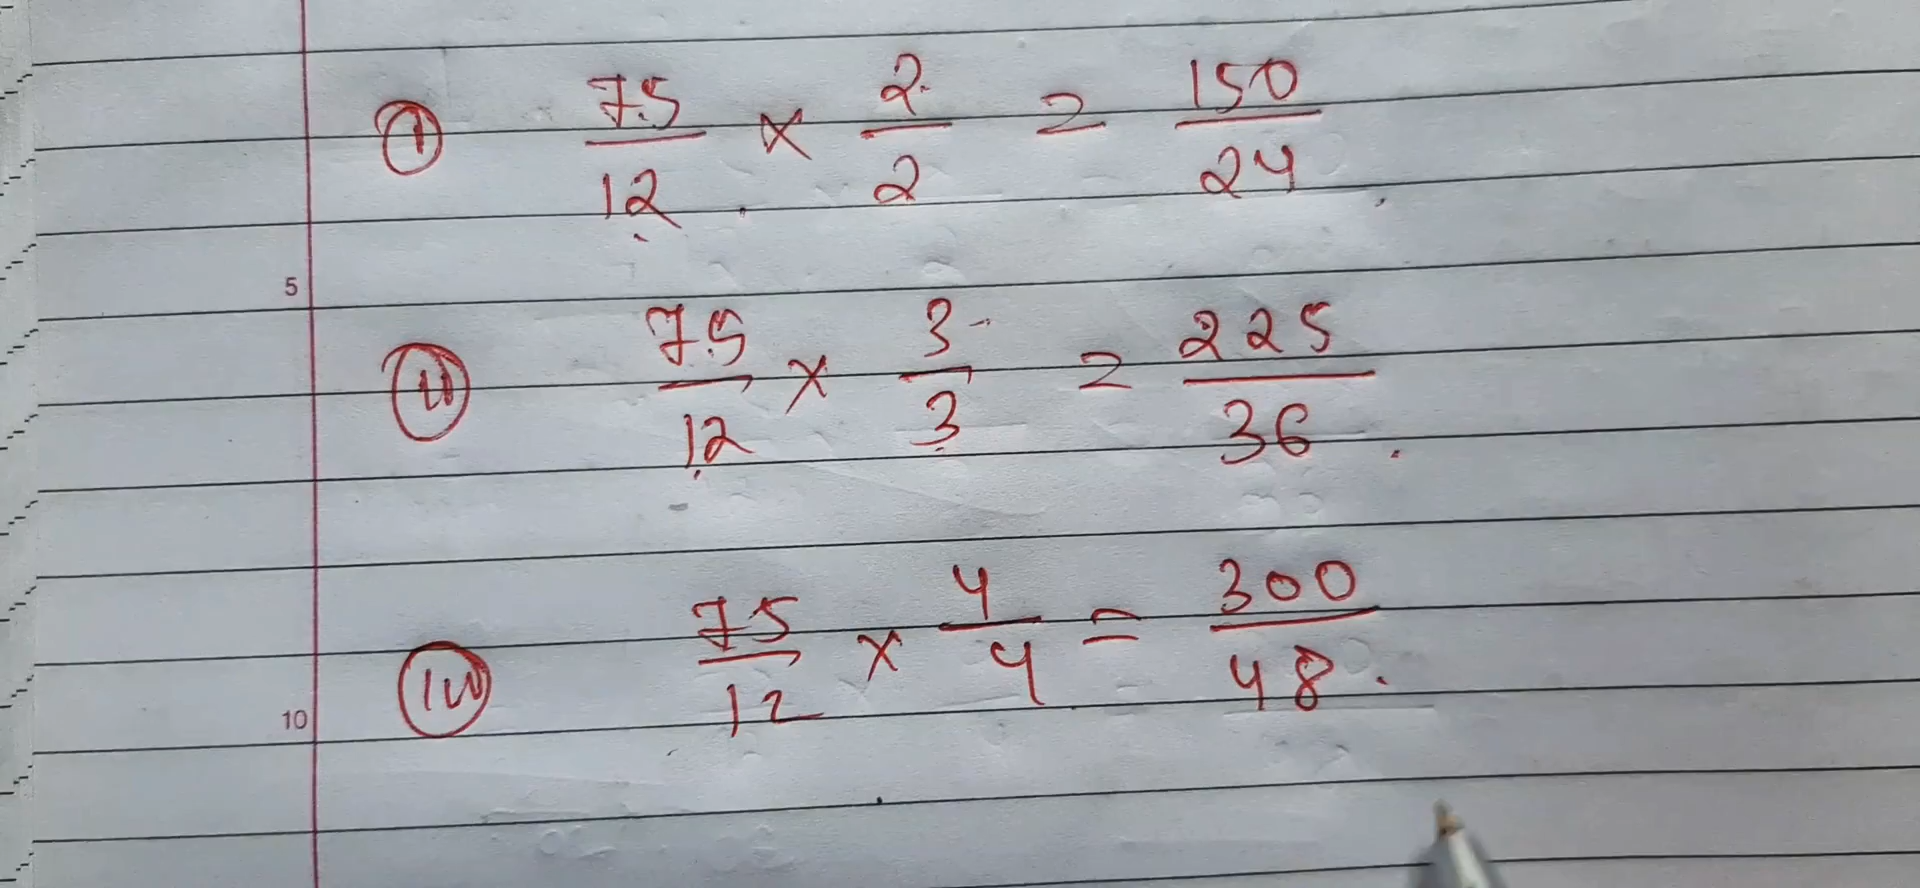 (i) 75/12 × 2/2 = 150/24
5
(ii) 75/12 × 3/3 = 225/36
(iii) 75/12 × 4/4 = 300/48
10